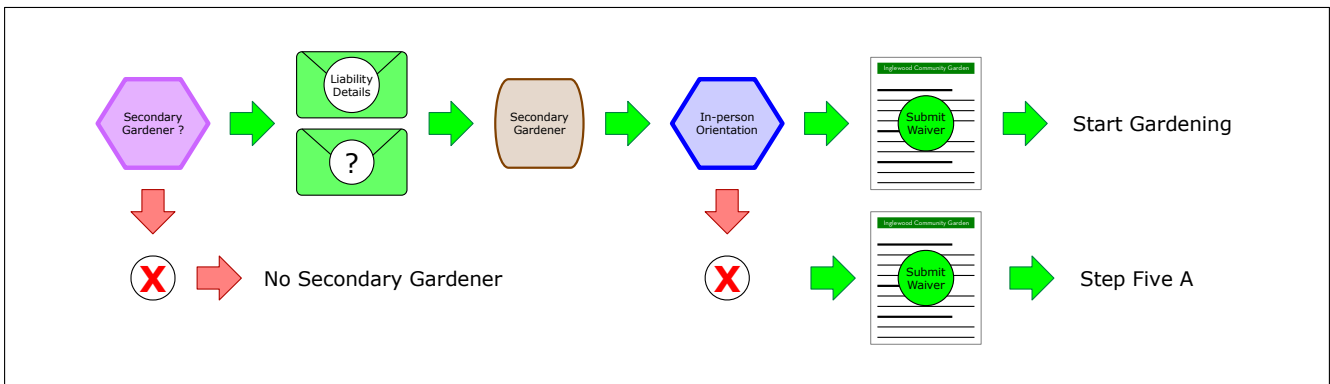 Secondary
Gardener ?
Liability
Details
?
Secondary
Gardener
In-person
Orientation
Inglewood Community Garden
Submit
Waiver
Start Gardening
X
No Secondary Gardener
X
Inglewood Community Garden
Submit
Waiver
Step Five A